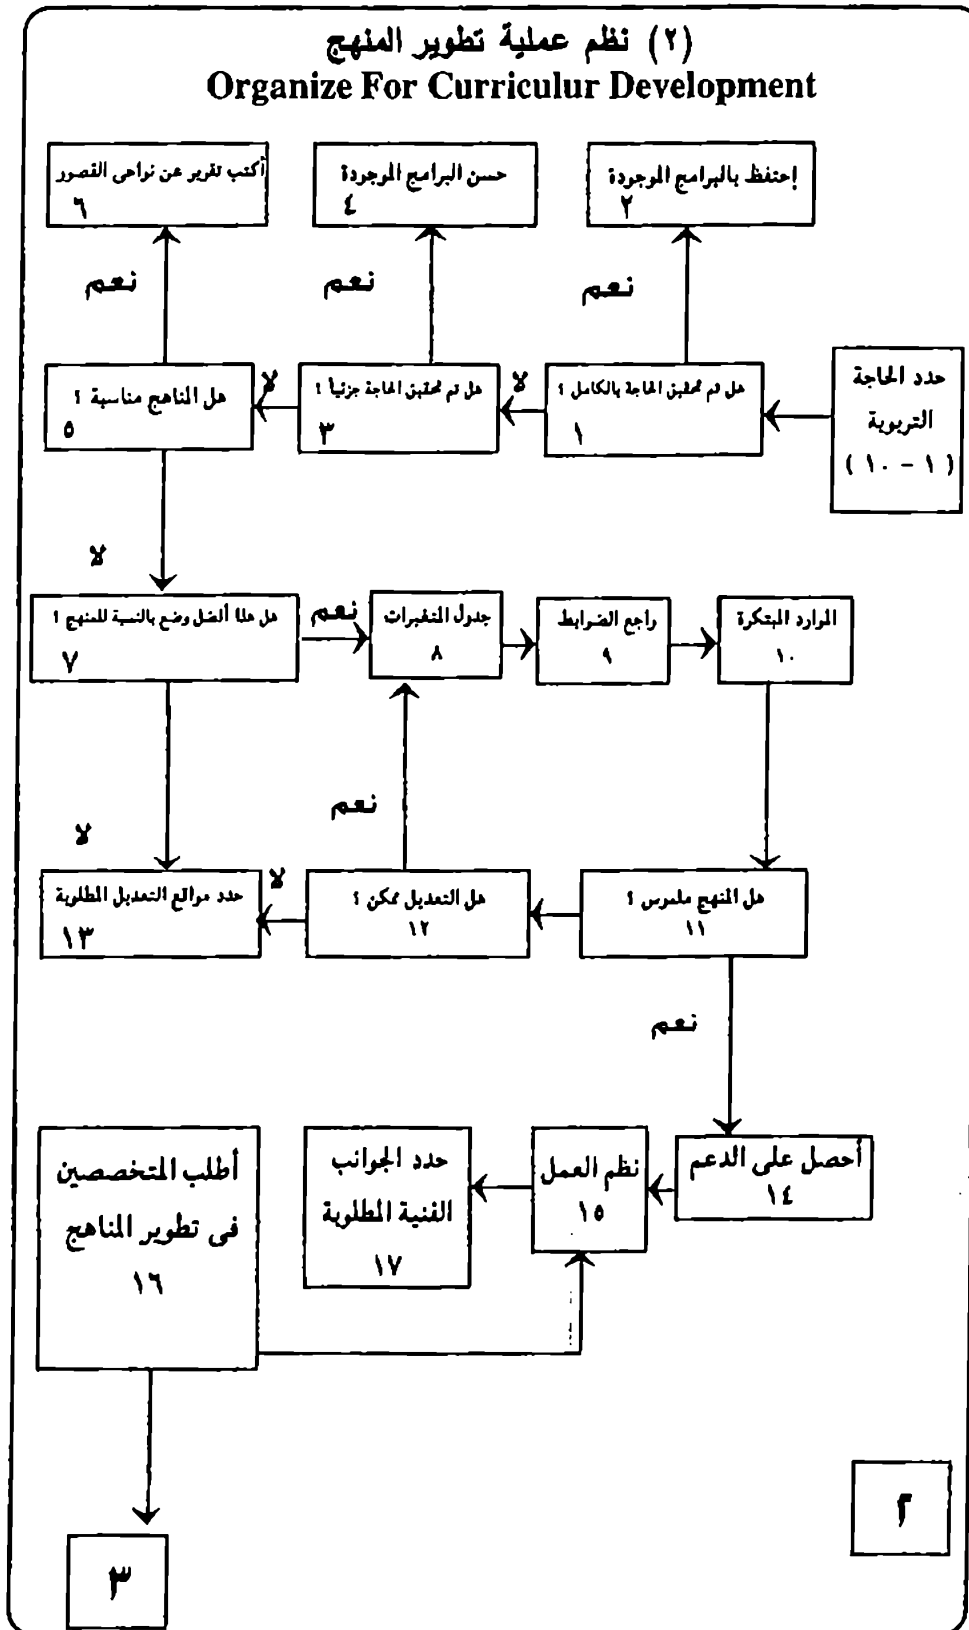 (٢) نظم عملية تطوير المنهج
Organize For Curriculur Development
إحتفظ بالبرامج الموجودة
٢
حسن البرامج الموجودة
٤
أكتب تقرير عن نواحى القصور
٦
نعم
نعم
نعم
حدد الحاجة
التربوية
(١ - ١٠)
هل تم تحقيق الحاجة بالكامل ؟
١
لا
هل تم تحقيق الحاجة جزئياً ؟
٣
لا
هل المناهج مناسبة ؟
٥
لا
هل هذا أفضل وضع بالنسبة للمنهج ؟
٧
نعم
جدول المتغيرات
٨
راجع الضوابط
٩
الموارد المبتكرة
١٠
نعم
لا
هل المنهج ملموس ؟
١١
هل التعديل ممكن ؟
١٢
لا
حدد مواقع التعديل المطلوبة
١٣
نعم
أحصل على الدعم
١٤
نظم العمل
١٥
حدد الجوانب
الفنية المطلوبة
١٧
أطلب المتخصصين
فى تطوير المناهج
١٦
٢
٣